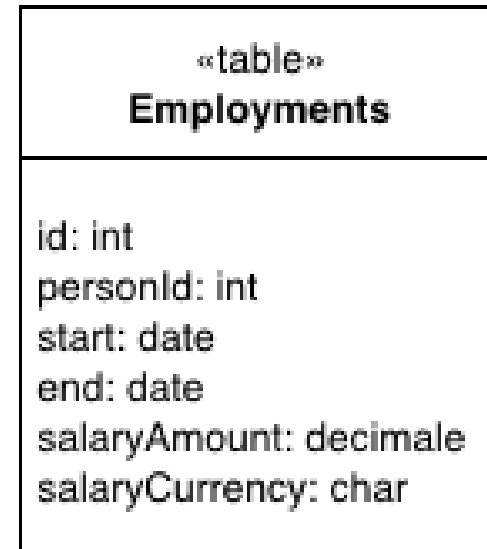 «table»
Employments
id: int
personId: int
start: date
end: date
salaryAmount: decimale
salaryCurrency: char